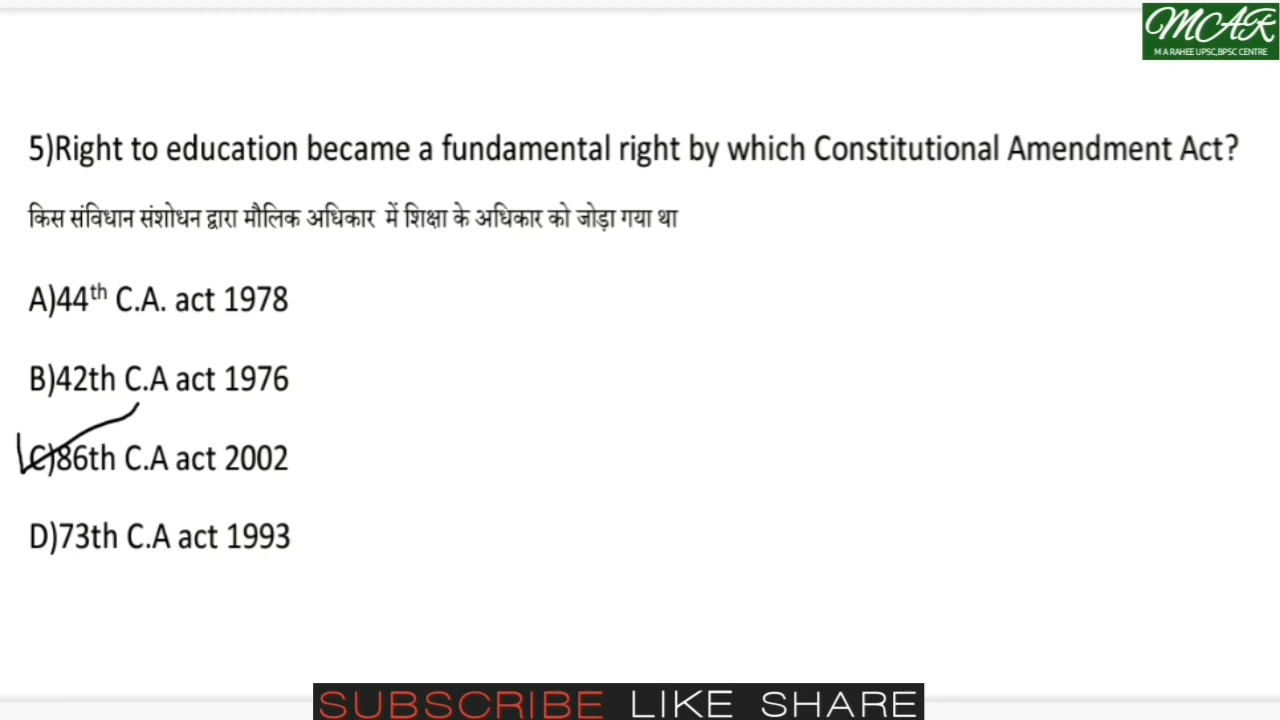 MCAR
M A RAHEE UPSC,BPSC CENTRE
5)Right to education became a fundamental right by which Constitutional Amendment Act?
किस संविधान संशोधन द्वारा मौलिक अधिकार में शिक्षा के अधिकार को जोड़ा गया था
A)44th C.A. act 1978
B)42th C.A act 1976
C)86th C.A act 2002
D)73th C.A act 1993
SUBSCRIBE LIKE SHARE